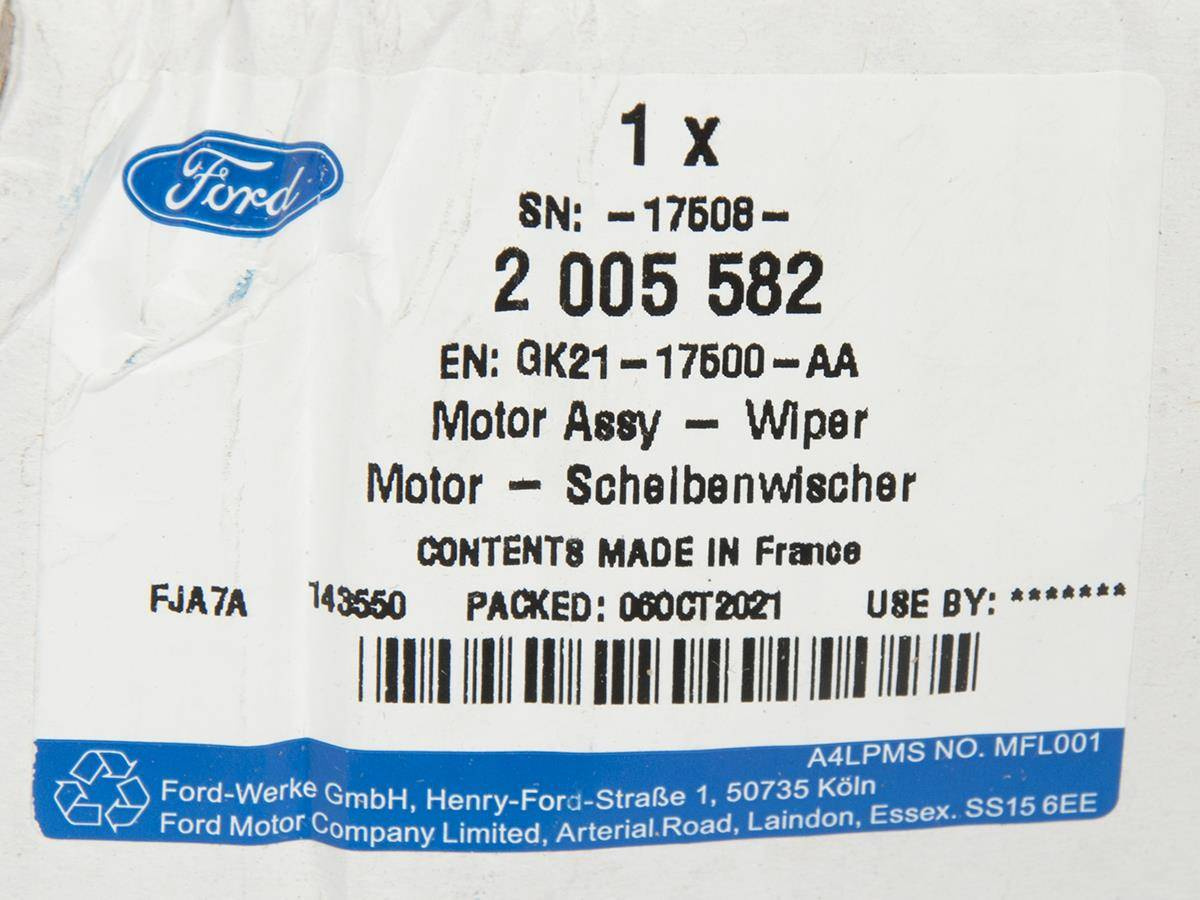 Ford
1 x
SN: -17508-
2 005 582
EN: GK21-17500-AA
Motor Assy - Wiper
Motor - Scheibenwischer
CONTENTS MADE IN France
FJA7A 143550 PACKED: 06OCT2021 USE BY: *******
A4LPMS NO. MFL001
Ford-Werke GmbH, Henry-Ford-Straße 1, 50735 Köln
Ford Motor Company Limited, Arterial Road, Laindon, Essex. SS15 6EE